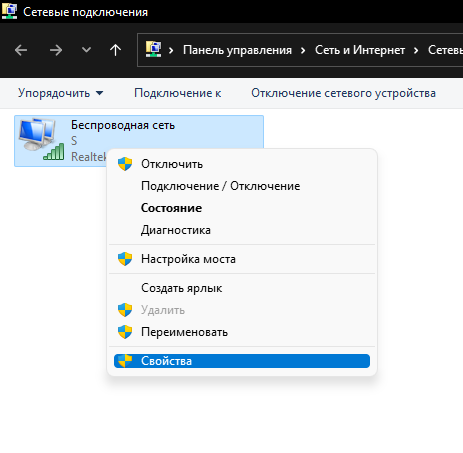 Сетевые подключения
Панель управления > Сеть и Интернет > Сетевы
Упорядочить Подключение к Отключение сетевого устройства
Беспроводная сеть
S
Realtek
Отключить
Подключение / Отключение
Состояние
Диагностика
Настройка моста
Создать ярлык
Удалить
Переименовать
Свойства